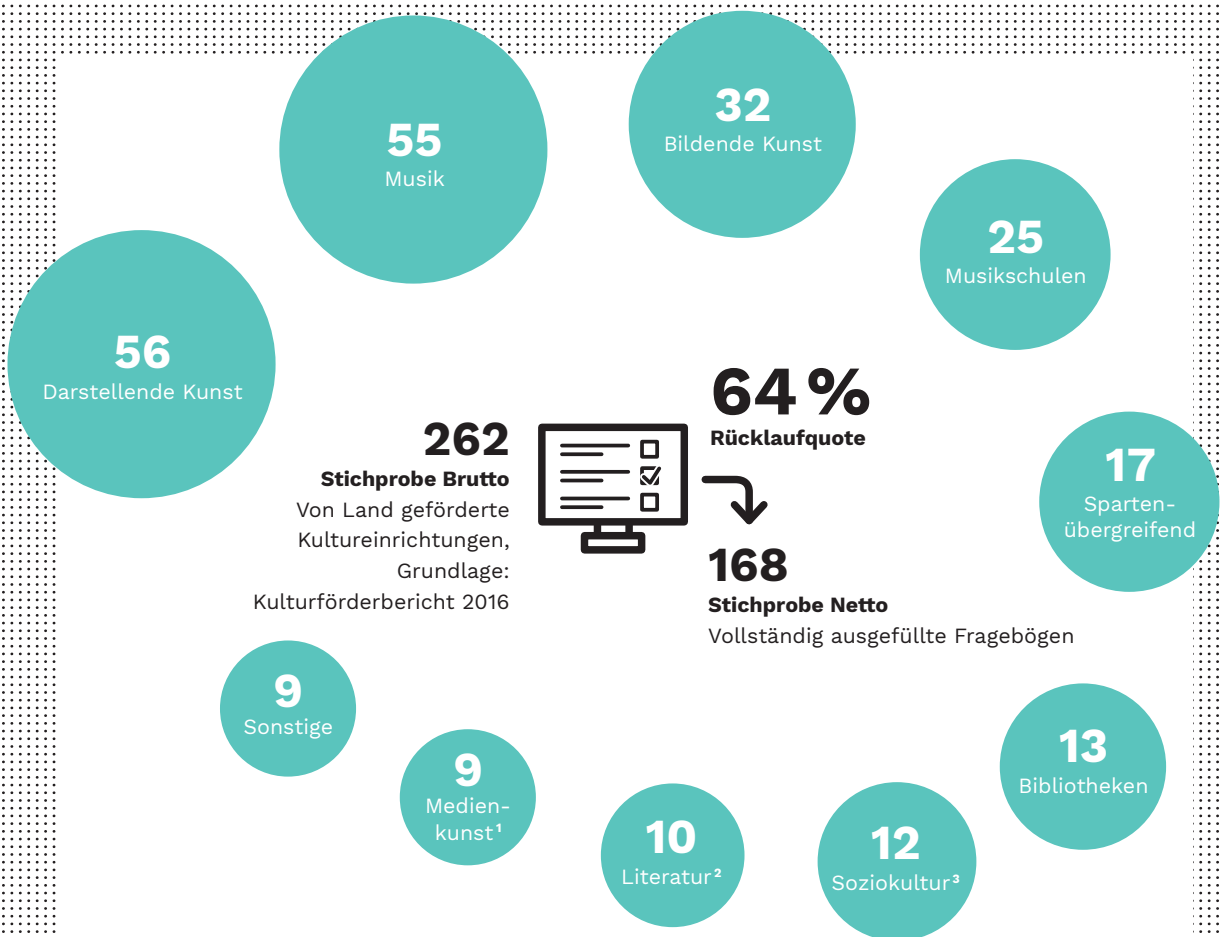 55
Musik
32
Bildende Kunst
25
Musikschulen
56
Darstellende Kunst
64 %
Rücklaufquote
262
Stichprobe Brutto
Von Land geförderte
Kultureinrichtungen,
Grundlage:
Kulturförderbericht 2016
17
Sparten-
übergreifend
168
Stichprobe Netto
Vollständig ausgefüllte Fragebögen
9
Sonstige
9
Medien-
kunst¹
10
Literatur²
12
Soziokultur³
13
Bibliotheken